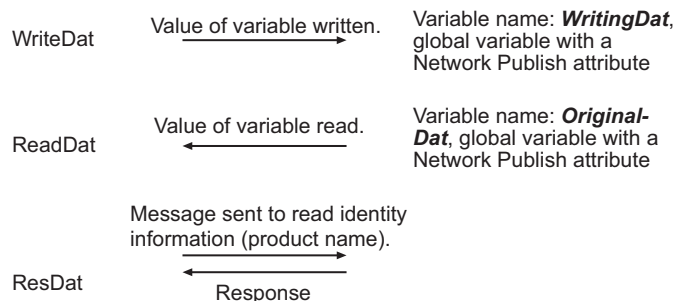 WriteDat
Value of variable written.
Variable name: WritingDat,
global variable with a
Network Publish attribute
ReadDat
Value of variable read.
Variable name: Original-
Dat, global variable with a
Network Publish attribute
Message sent to read identity
information (product name).
ResDat
Response